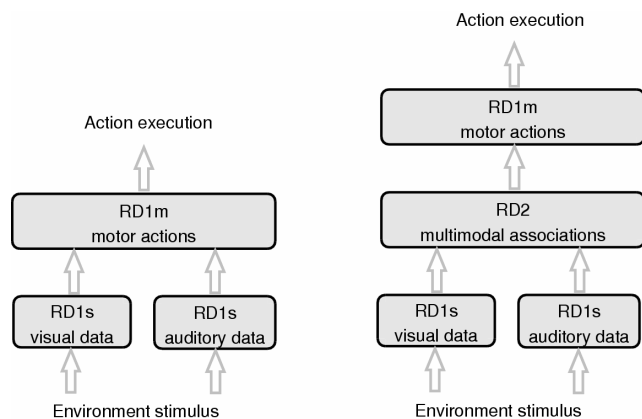 Action execution
RD1m
motor actions
RD1s
visual data
RD1s
auditory data
Environment stimulus
Action execution
RD1m
motor actions
RD2
multimodal associations
RD1s
visual data
RD1s
auditory data
Environment stimulus